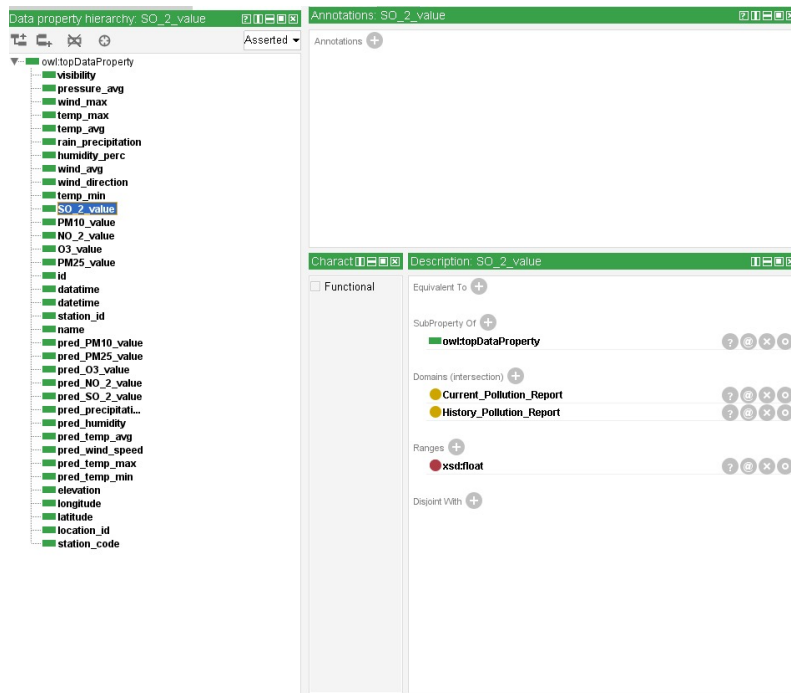 Data property hierarchy: SO_2_value
Asserted
owl:topDataProperty
visibility
pressure_avg
wind_max
temp_max
temp_avg
rain_precipitation
humidity_perc
wind_avg
wind_direction
temp_min
SO_2_value
PM10_value
NO_2_value
O3_value
PM25_value
id
datatime
datetime
station_id
name
pred_PM10_value
pred_PM25_value
pred_O3_value
pred_NO_2_value
pred_SO_2_value
pred_precipitati...
pred_humidity
pred_temp_avg
pred_wind_speed
pred_temp_max
pred_temp_min
elevation
longitude
latitude
location_id
station_code
Annotations: SO_2_value
Annotations
Charact
Functional
Description: SO_2_value
Equivalent To
SubProperty Of
owl:topDataProperty
Domains (intersection)
Current_Pollution_Report
History_Pollution_Report
Ranges
xsd:float
Disjoint With